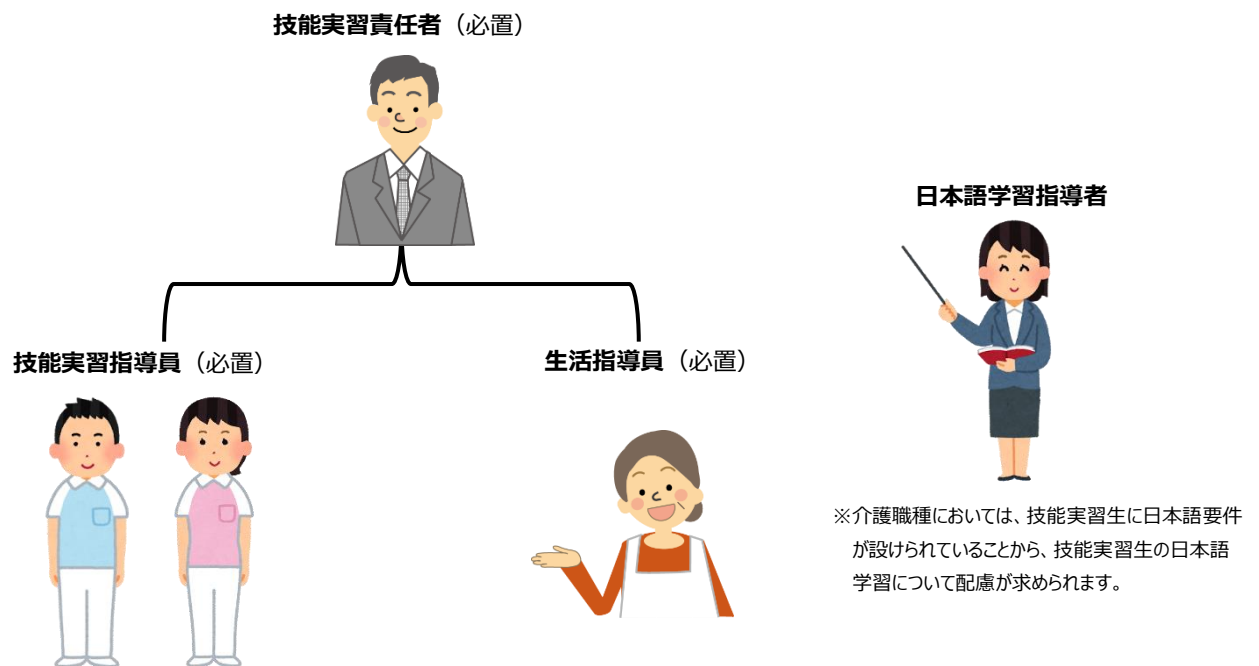 技能実習責任者（必置）
日本語学習指導者
技能実習指導員（必置）
生活指導員（必置）
※介護職種においては、技能実習生に日本語要件
が設けられていることから、技能実習生の日本語
学習について配慮が求められます。